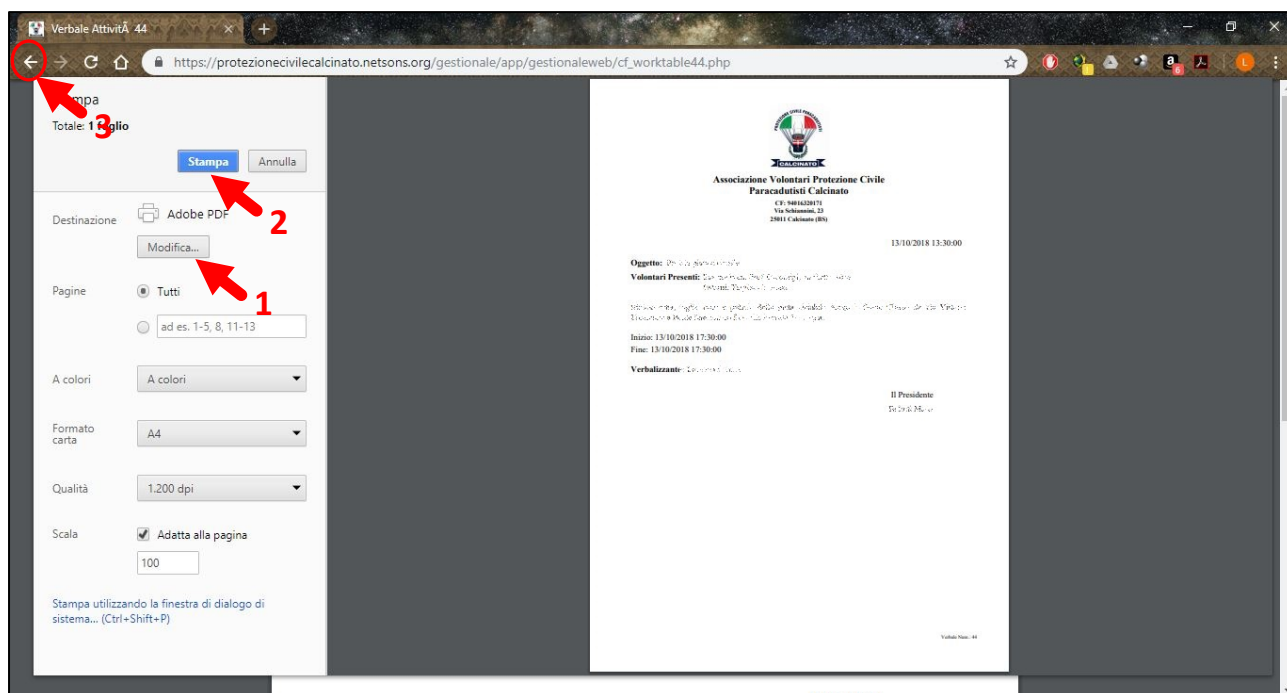 Verbale AttivitÃ 44
https://protezionecivilecalcinato.netsons.org/gestionale/app/gestionaleweb/cf_worktable44.php
3
Totale: 1 foglio
Stampa Annulla
2
Destinazione Adobe PDF
Modifica...
1
Pagine Tutti
ad es. 1-5, 8, 11-13
A colori A colori
Formato
carta A4
Qualità 1.200 dpi
Scala Adatta alla pagina
100
Stampa utilizzando la finestra di dialogo di
sistema... (Ctrl+Shift+P)
CALCINATO
Associazione Volontari Protezione Civile
Paracadutisti Calcinato
CF: 94016320171
Via Schiannini, 23
25011 Calcinato (BS)
13/10/2018 13:30:00
Oggetto:
Volontari Presenti:
Inizio: 13/10/2018 17:30:00
Fine: 13/10/2018 17:30:00
Verbalizzante:
Il Presidente
Verbale Num.: 44